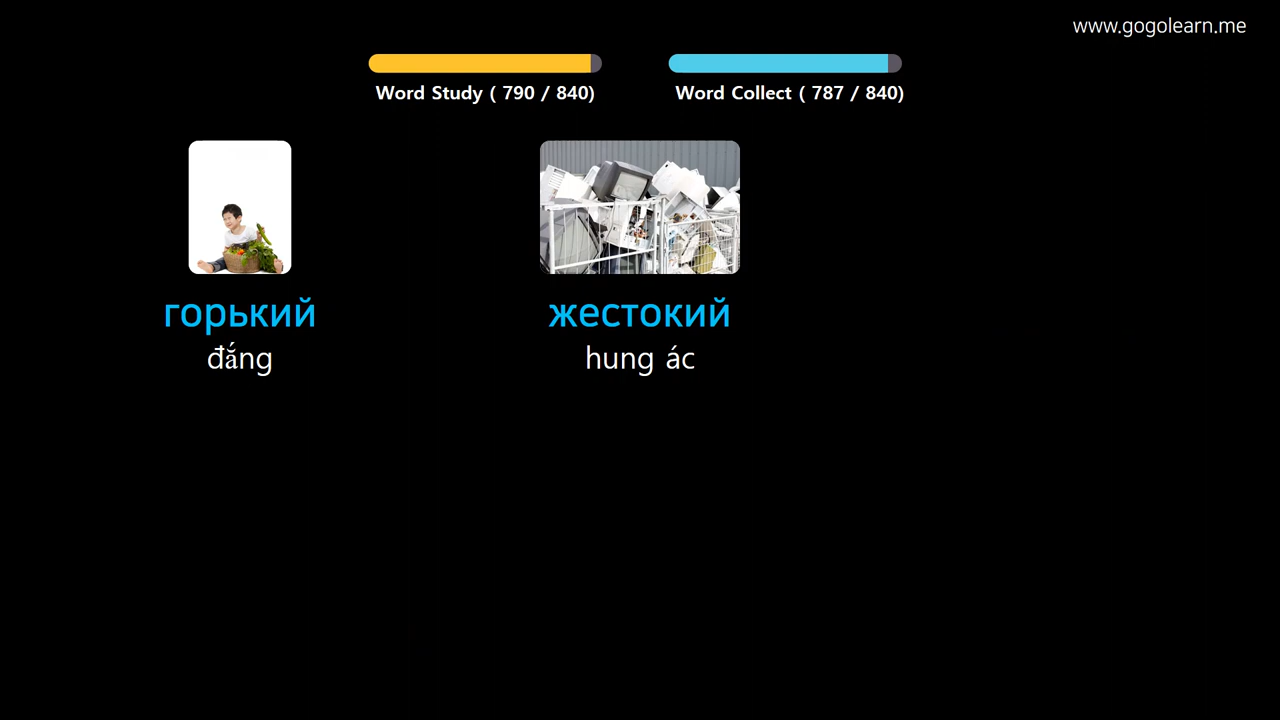 www.gogolearn.me
Word Study ( 790 / 840)
Word Collect ( 787 / 840)
горький
đắng
жестокий
hung ác